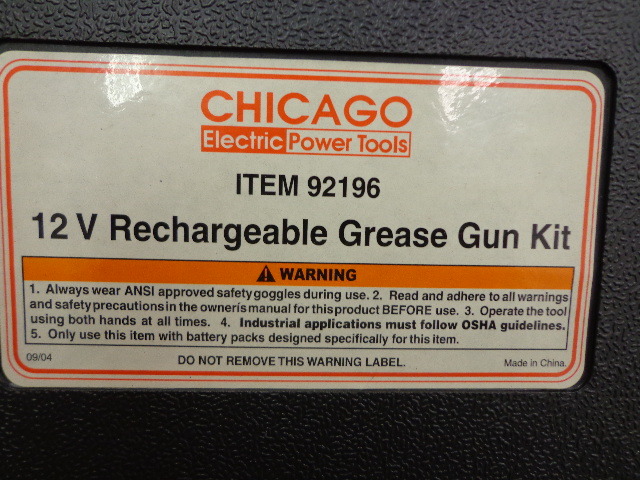 CHICAGO
Electric Power Tools
ITEM 92196
12 V Rechargeable Grease Gun Kit
⚠ WARNING
1. Always wear ANSI approved safety goggles during use. 2. Read and adhere to all warnings
and safety precautions in the ownerís manual for this product BEFORE use. 3. Operate the tool
using both hands at all times. 4. Industrial applications must follow OSHA guidelines.
5. Only use this item with battery packs designed specifically for this item.
09/04 DO NOT REMOVE THIS WARNING LABEL. Made in China.